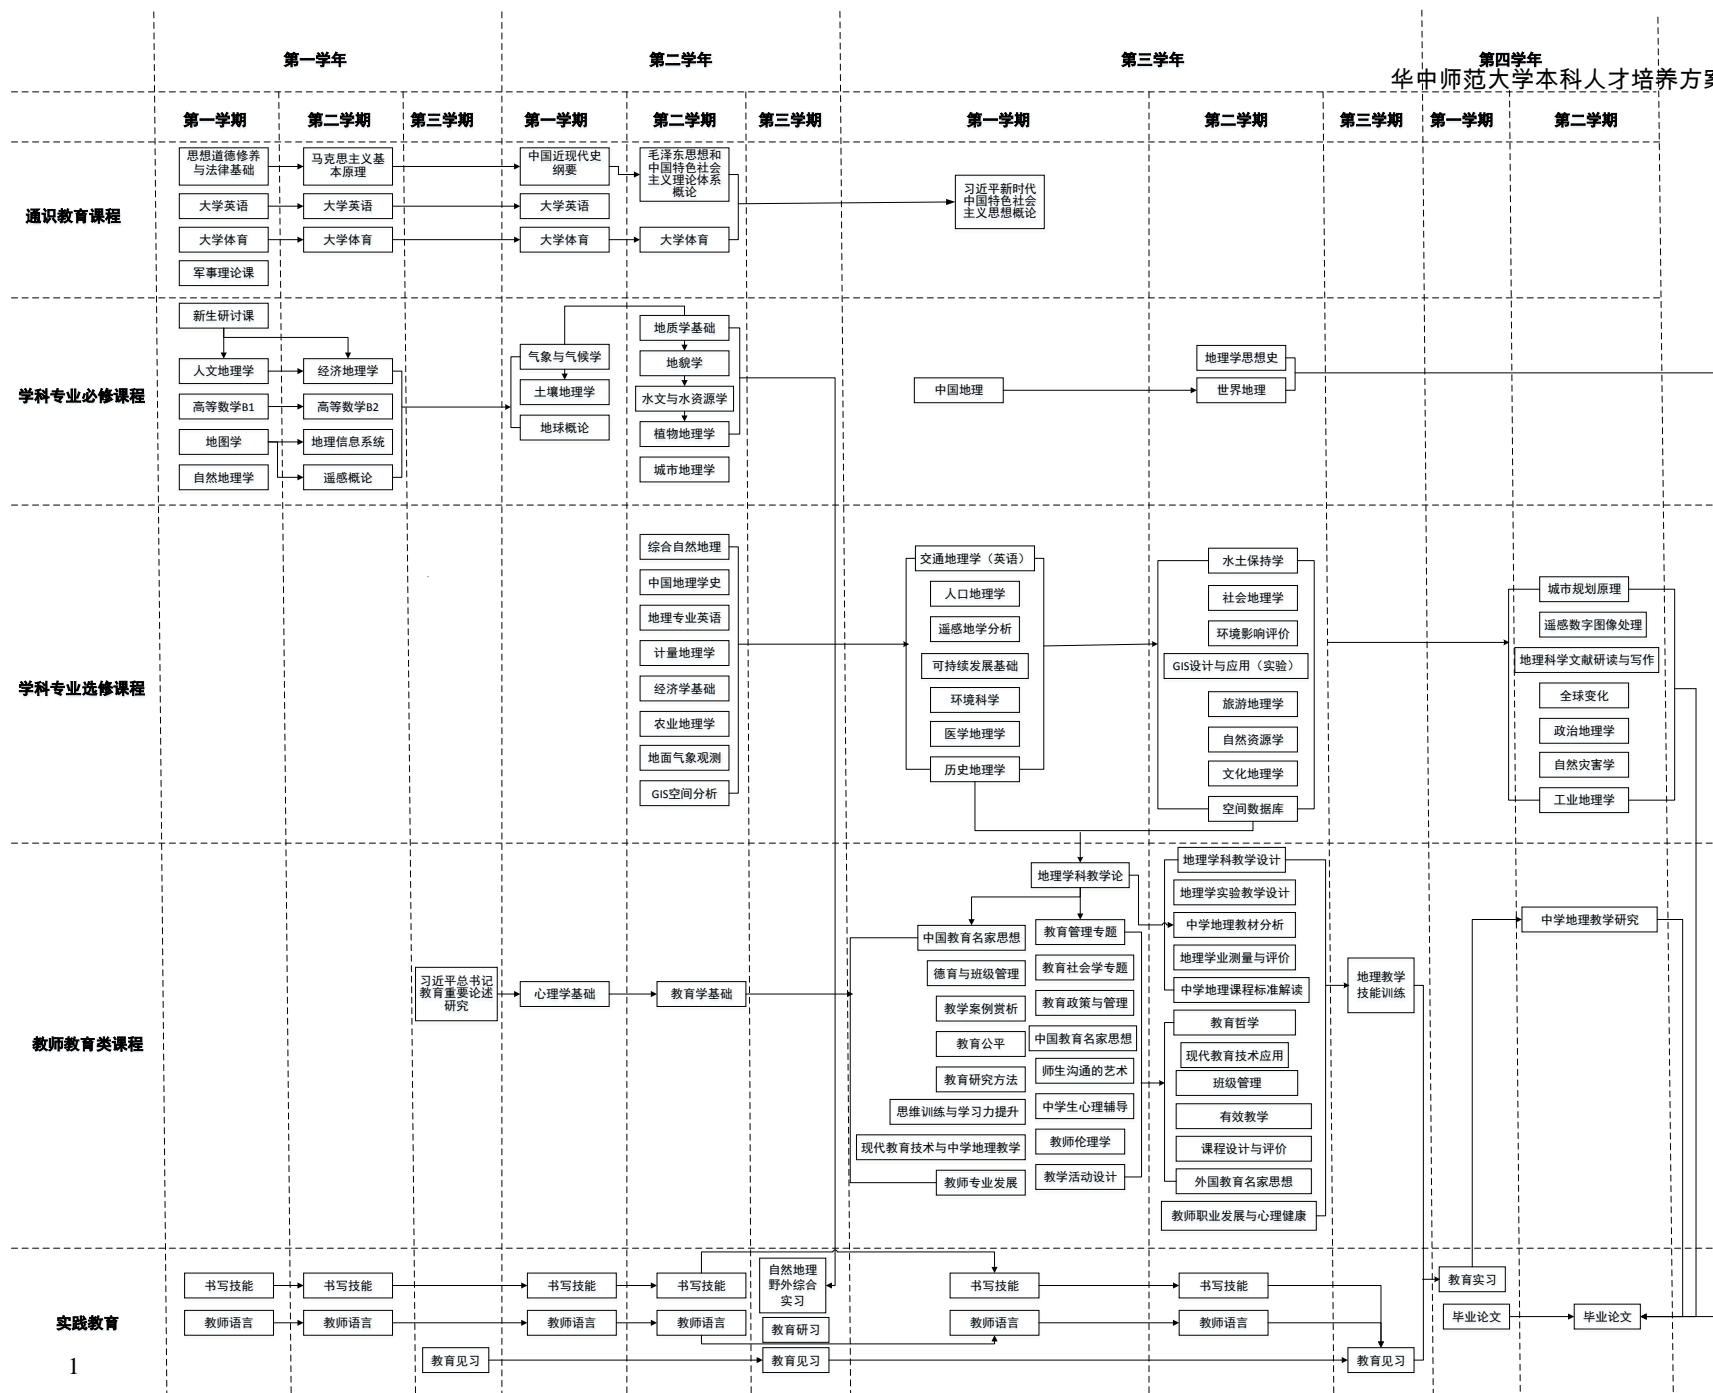 第一学年
第二学年
第三学年
第四学年
华中师范大学本科人才培养方案
第一学期
第二学期
第三学期
第一学期
第二学期
第三学期
第一学期
第二学期
第三学期
第一学期
第二学期
通识教育课程
思想道德修养
与法律基础
马克思主义基
本原理
中国近现代史
纲要
毛泽东思想和
中国特色社会
主义理论体系
概论
习近平新时代
中国特色社会
主义思想概论
大学英语
大学英语
大学英语
大学体育
大学体育
大学体育
大学体育
军事理论课
学科专业必修课程
新生研讨课
人文地理学
高等数学B1
地图学
自然地理学
经济地理学
高等数学B2
地理信息系统
遥感概论
气象与气候学
土壤地理学
地球概论
地质学基础
地貌学
水文与水资源学
植物地理学
城市地理学
中国地理
地理学思想史
世界地理
学科专业选修课程
综合自然地理
中国地理学史
地理专业英语
计量地理学
经济学基础
农业地理学
地面气象观测
GIS空间分析
交通地理学（英语）
人口地理学
遥感地学分析
可持续发展基础
环境科学
医学地理学
历史地理学
水土保持学
社会地理学
环境影响评价
GIS设计与应用（实验）
旅游地理学
自然资源学
文化地理学
空间数据库
城市规划原理
遥感数字图像处理
地理科学文献研读与写作
全球变化
政治地理学
自然灾害学
工业地理学
教师教育类课程
习近平总书记
教育重要论述
研究
心理学基础
教育学基础
地理学科教学论
中国教育名家思想
德育与班级管理
教学案例赏析
教育公平
教育研究方法
思维训练与学习力提升
现代教育技术与中学地理教学
教师专业发展
教育管理专题
教育社会学专题
教育政策与管理
中国教育名家思想
师生沟通的艺术
中学生心理辅导
教师伦理学
教学活动设计
地理学科教学设计
地理学实验教学设计
中学地理教材分析
地理学业测量与评价
中学地理课程标准解读
教育哲学
现代教育技术应用
班级管理
有效教学
课程设计与评价
外国教育名家思想
教师职业发展与心理健康
地理教学
技能训练
中学地理教学研究
实践教育
书写技能
书写技能
书写技能
书写技能
自然地理
野外综合
实习
书写技能
书写技能
教育实习
教师语言
教师语言
教师语言
教师语言
教育研习
教师语言
教师语言
毕业论文
毕业论文
教育见习
教育见习
教育见习
1